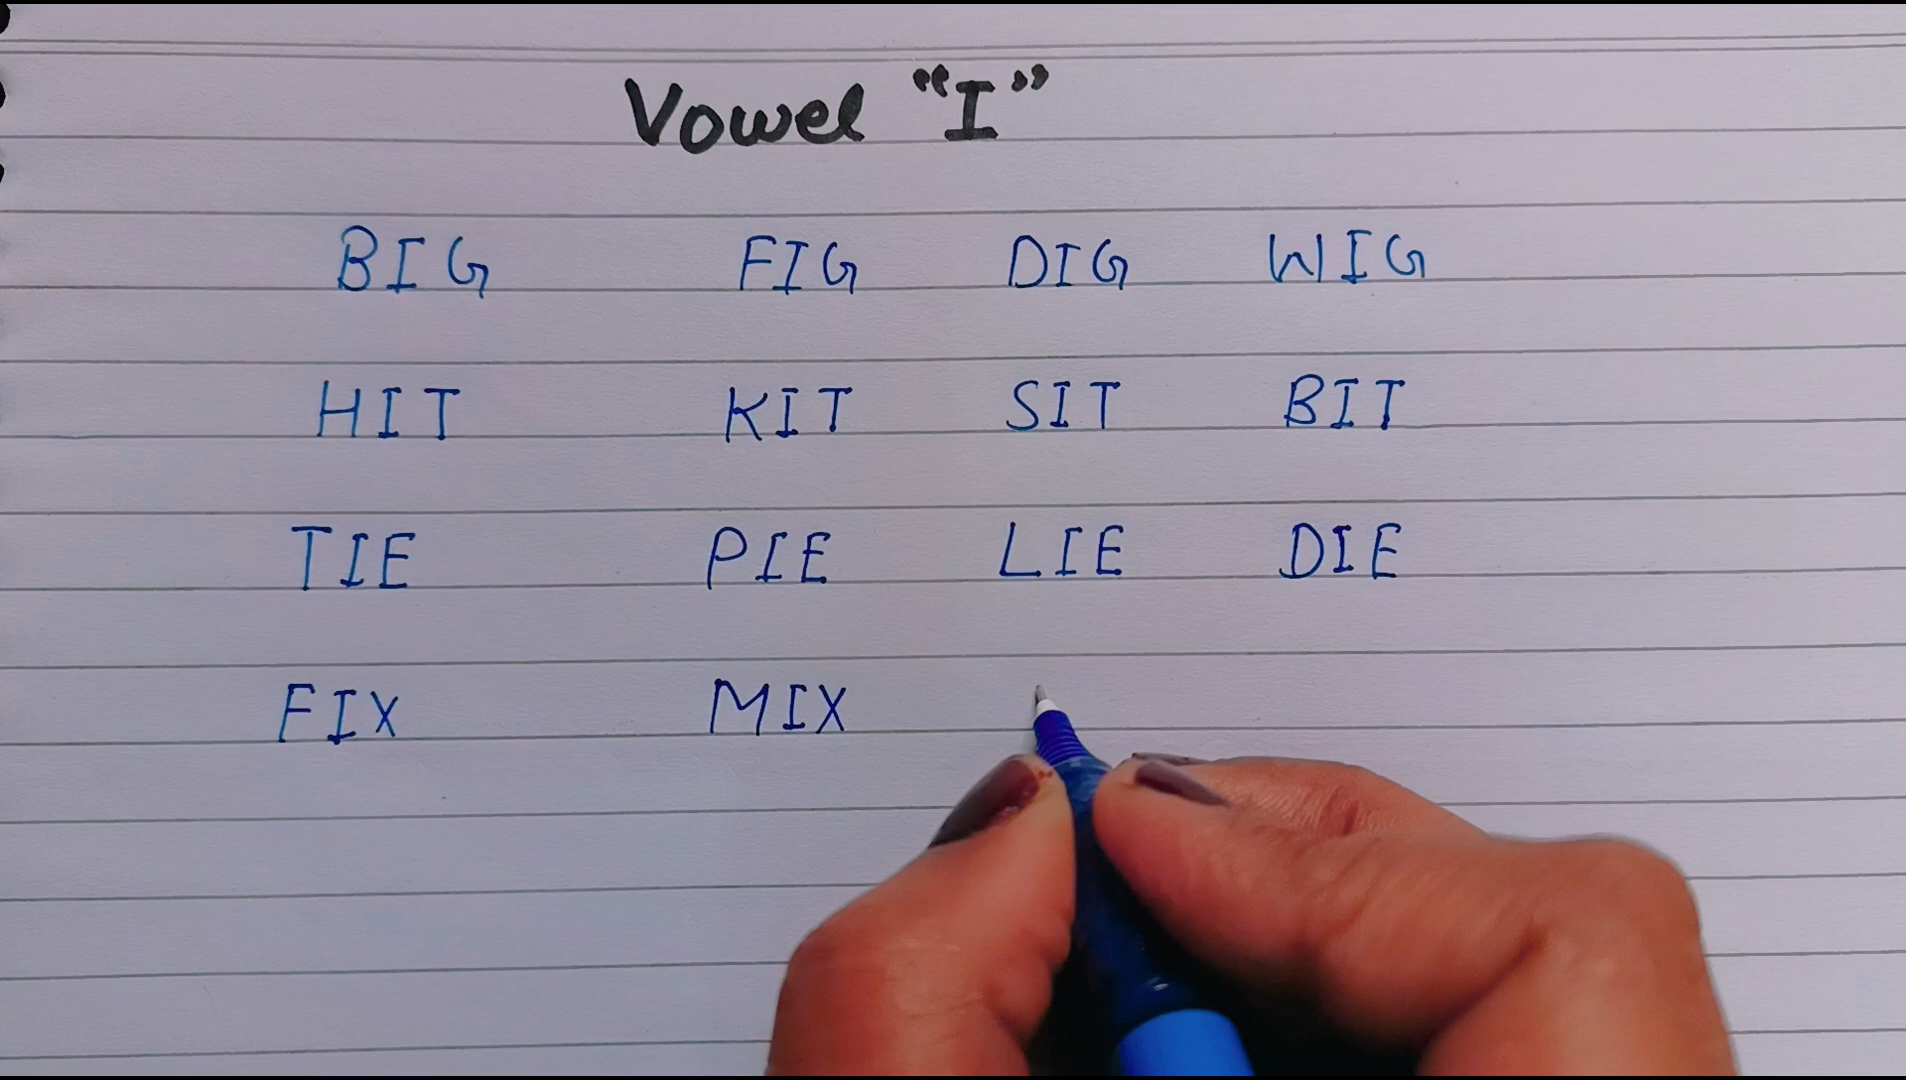 Vowel "I"
BIG FIG DIG WIG
HIT KIT SIT BIT
TIE PIE LIE DIE
FIX MIX